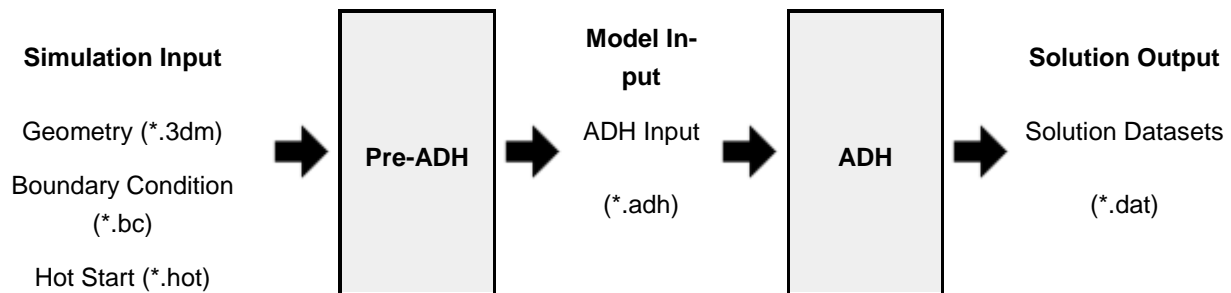 Simulation Input
Geometry (*.3dm)
Boundary Condition
(*.bc)
Hot Start (*.hot)
Pre-ADH
Model In-
put
ADH Input
(*.adh)
ADH
Solution Output
Solution Datasets
(*.dat)